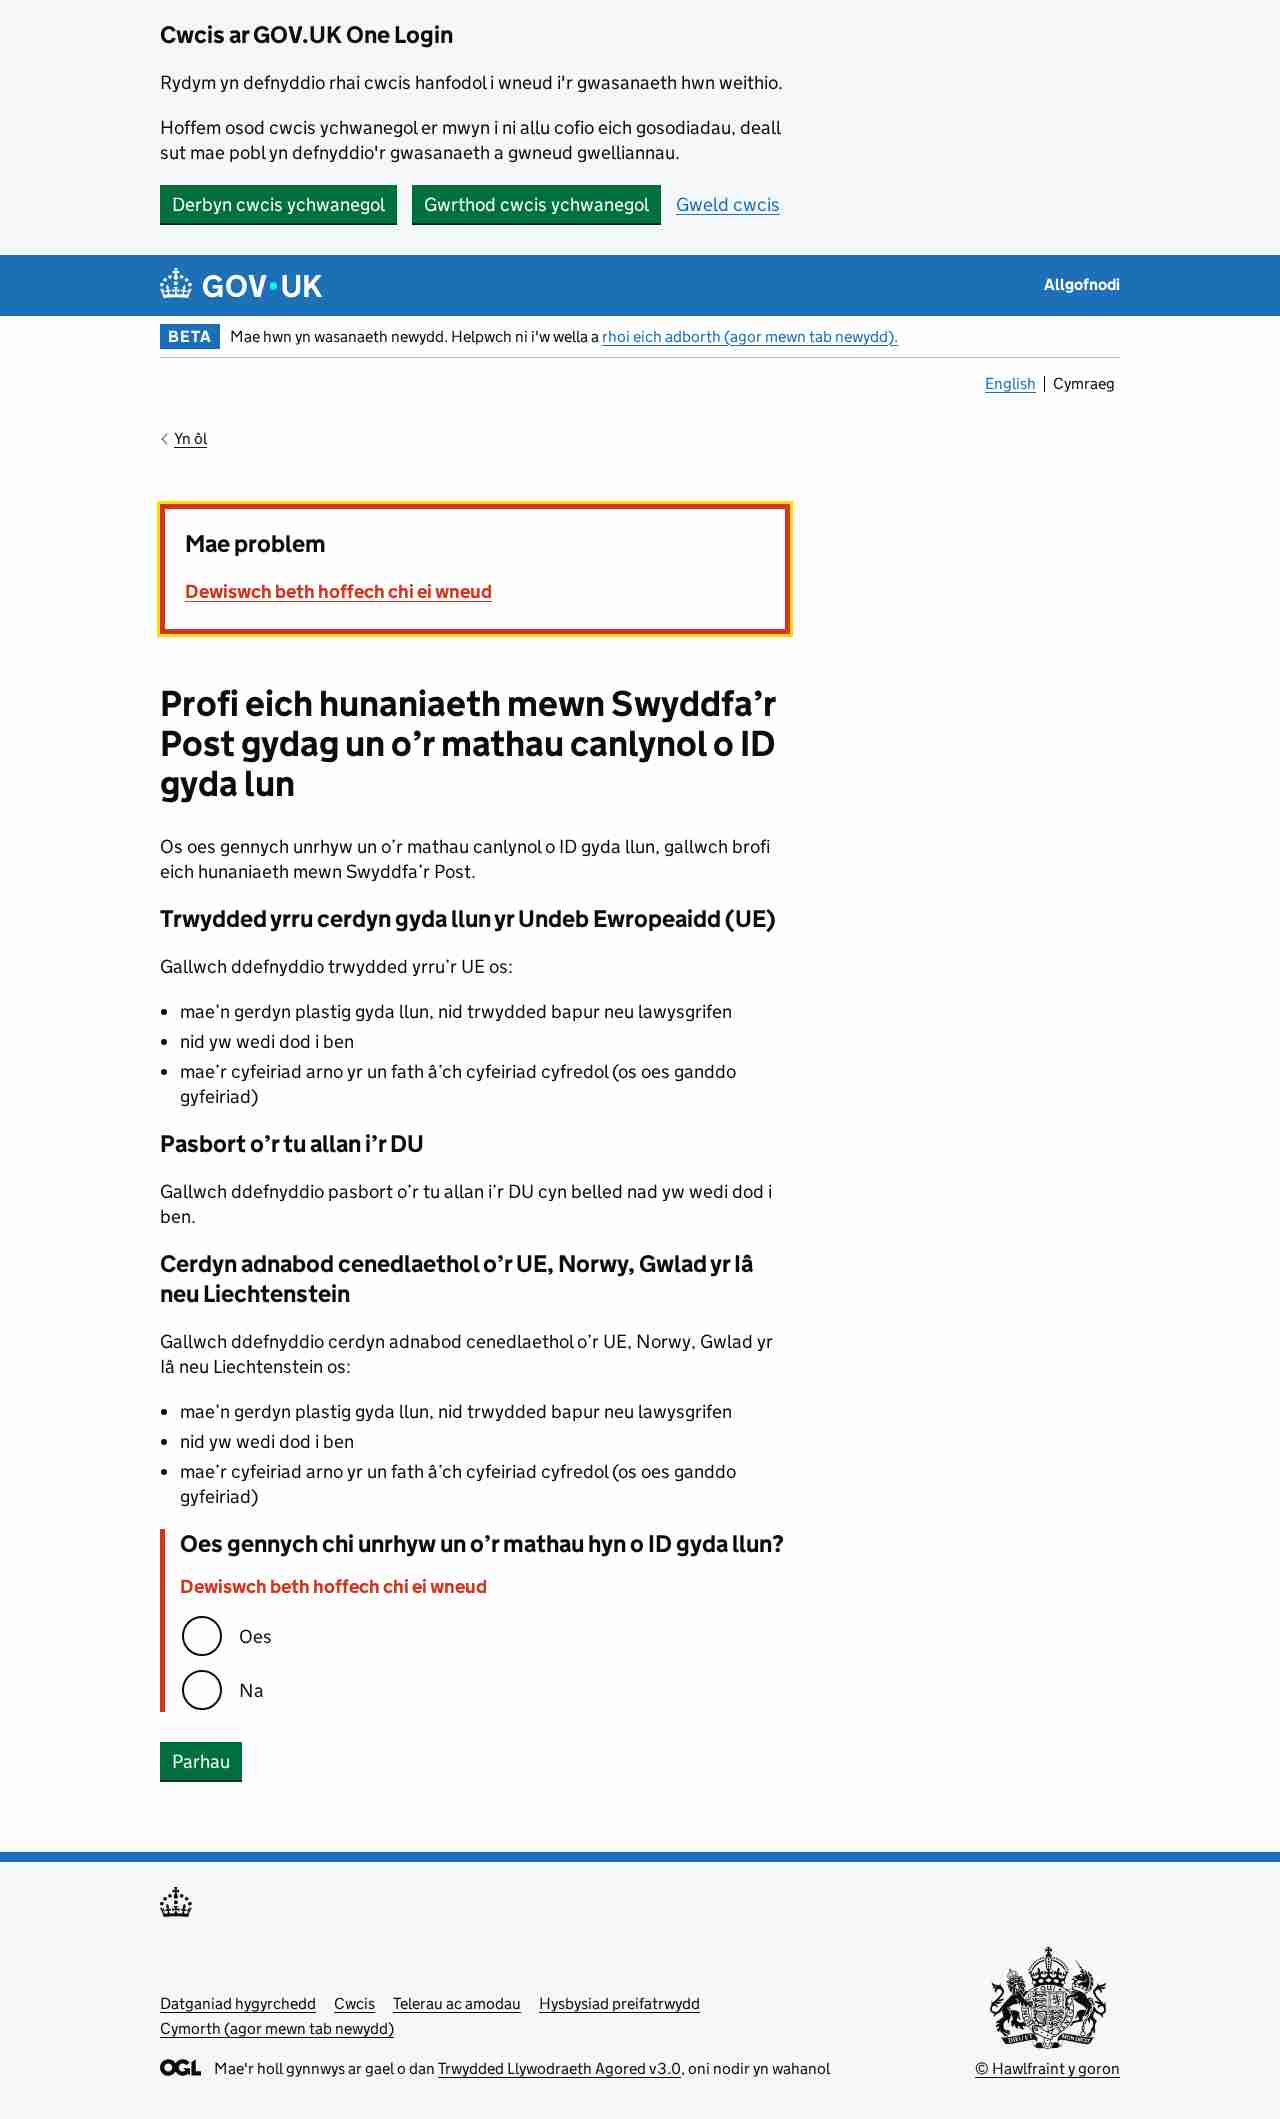 Cwcis ar GOV.UK One Login
Rydym yn defnyddio rhai cwcis hanfodol i wneud i'r gwasanaeth hwn weithio.
Hoffem osod cwcis ychwanegol er mwyn i ni allu cofio eich gosodiadau, deall
sut mae pobl yn defnyddio'r gwasanaeth a gwneud gwelliannau.
Derbyn cwcis ychwanegol Gwrthod cwcis ychwanegol Gweld cwcis
GOV·UK Allgofnodi
BETA Mae hwn yn wasanaeth newydd. Helpwch ni i'w wella a rhoi eich adborth (agor mewn tab newydd).
English Cymraeg
Yn ôl
Mae problem
Dewiswch beth hoffech chi ei wneud
Profi eich hunaniaeth mewn Swyddfa’r
Post gydag un o’r mathau canlynol o ID
gyda lun
Os oes gennych unrhyw un o’r mathau canlynol o ID gyda llun, gallwch brofi
eich hunaniaeth mewn Swyddfa’r Post.
Trwydded yrru cerdyn gyda llun yr Undeb Ewropeaidd (UE)
Gallwch ddefnyddio trwydded yrru’r UE os:
mae’n gerdyn plastig gyda llun, nid trwydded bapur neu lawysgrifen
nid yw wedi dod i ben
mae’r cyfeiriad arno yr un fath â’ch cyfeiriad cyfredol (os oes ganddo
gyfeiriad)
Pasbort o’r tu allan i’r DU
Gallwch ddefnyddio pasbort o’r tu allan i’r DU cyn belled nad yw wedi dod i
ben.
Cerdyn adnabod cenedlaethol o’r UE, Norwy, Gwlad yr Iâ
neu Liechtenstein
Gallwch ddefnyddio cerdyn adnabod cenedlaethol o’r UE, Norwy, Gwlad yr
Iâ neu Liechtenstein os:
mae’n gerdyn plastig gyda llun, nid trwydded bapur neu lawysgrifen
nid yw wedi dod i ben
mae’r cyfeiriad arno yr un fath â’ch cyfeiriad cyfredol (os oes ganddo
gyfeiriad)
Oes gennych chi unrhyw un o’r mathau hyn o ID gyda llun?
Dewiswch beth hoffech chi ei wneud
Oes
Na
Parhau
Datganiad hygyrchedd Cwcis Telerau ac amodau Hysbysiad preifatrwydd
Cymorth (agor mewn tab newydd)
OGL Mae'r holl gynnwys ar gael o dan Trwydded Llywodraeth Agored v3.0, oni nodir yn wahanol
© Hawlfraint y goron